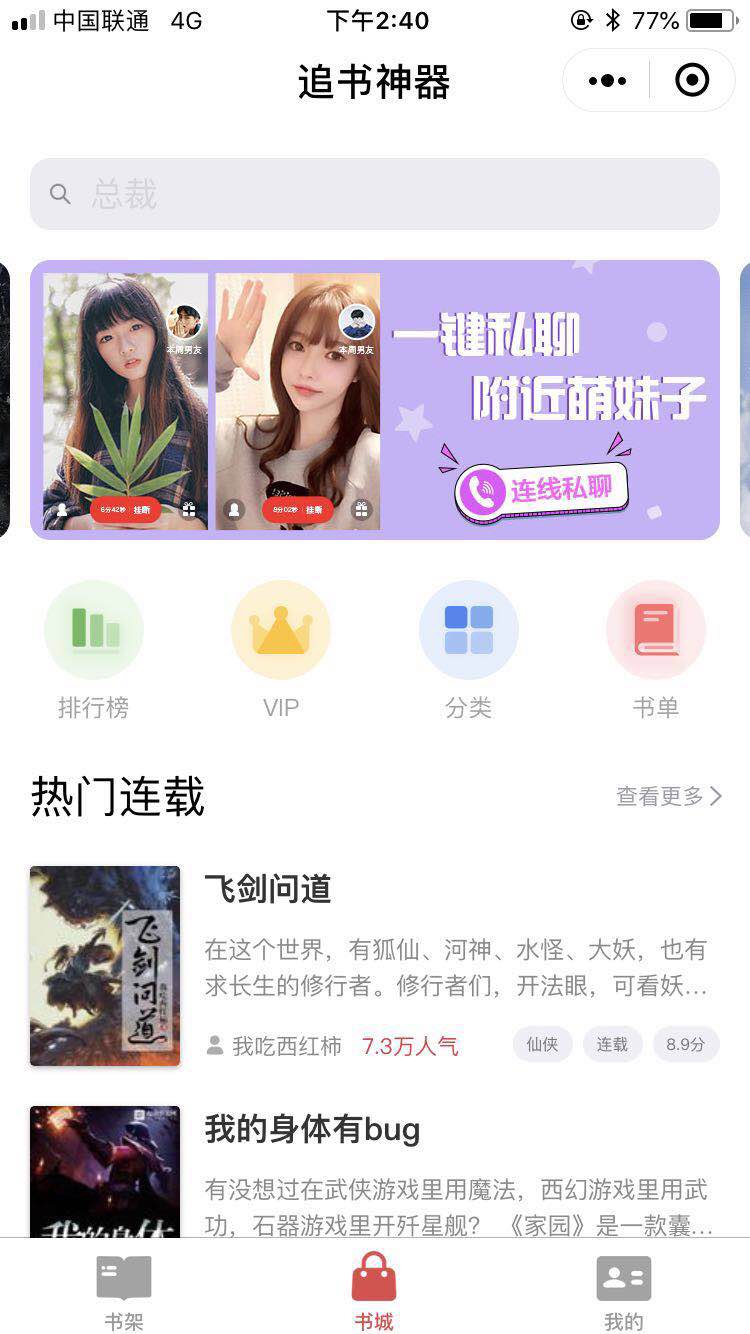 中国联通 4G 下午2:40 77%
追书神器
总裁
本周男友
本周男友
一键私聊
附近萌妹子
连线私聊
6分42秒 挂断
8分02秒 挂断
排行榜 VIP 分类 书单
热门连载 查看更多
飞剑问道
飞剑问道
在这个世界，有狐仙、河神、水怪、大妖，也有
求长生的修行者。修行者们，开法眼，可看妖…
我吃西红柿 7.3万人气 仙侠 连载 8.9分
我的身体有bug
有没想过在武侠游戏里用魔法，西幻游戏里用武
功，石器游戏里开歼星舰？ 《家园》是一款囊…
我的身体
书架 书城 我的